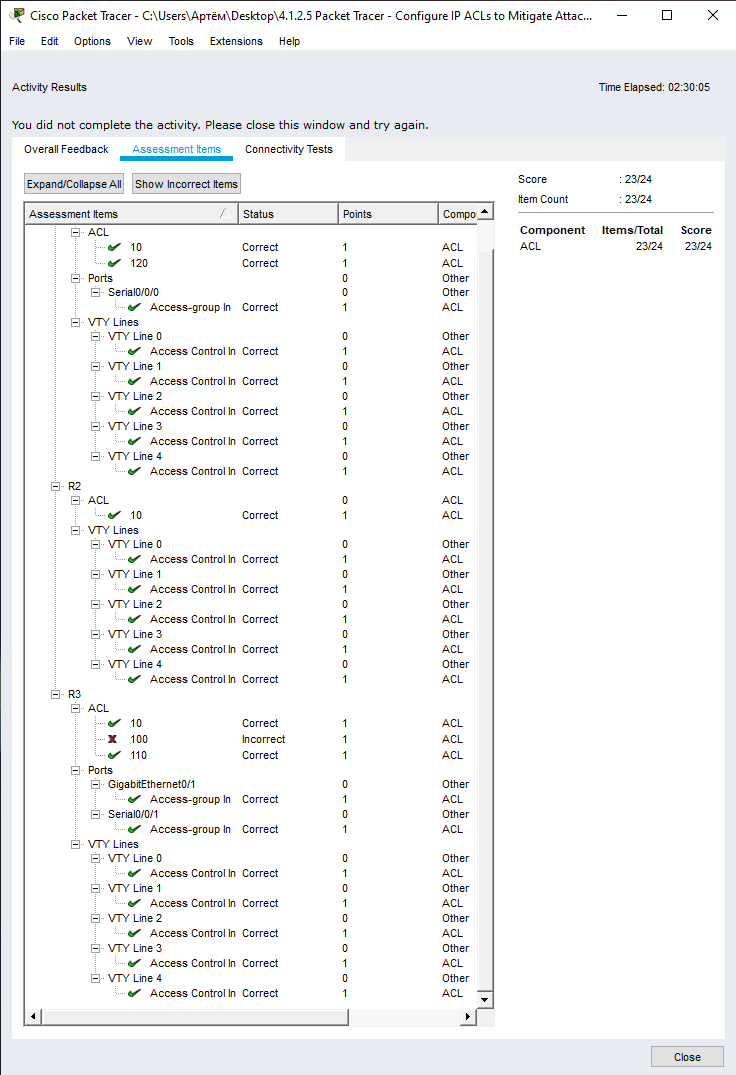 Cisco Packet Tracer - C:\Users\Артём\Desktop\4.1.2.5 Packet Tracer - Configure IP ACLs to Mitigate Attac...
File Edit Options View Tools Extensions Help
Activity Results Time Elapsed: 02:30:05
You did not complete the activity. Please close this window and try again.
Overall Feedback Assessment Items Connectivity Tests
Expand/Collapse All Show Incorrect Items
Score : 23/24
Item Count : 23/24
Component Items/Total Score
ACL 23/24 23/24
Assessment Items Status Points Compo
ACL
10 Correct 1 ACL
120 Correct 1 ACL
Ports 0 Other
Serial0/0/0 0 Other
Access-group In Correct 1 ACL
VTY Lines
VTY Line 0 0 Other
Access Control In Correct 1 ACL
VTY Line 1 0 Other
Access Control In Correct 1 ACL
VTY Line 2 0 Other
Access Control In Correct 1 ACL
VTY Line 3 0 Other
Access Control In Correct 1 ACL
VTY Line 4 0 Other
Access Control In Correct 1 ACL
R2
ACL 0 ACL
10 Correct 1 ACL
VTY Lines
VTY Line 0 0 Other
Access Control In Correct 1 ACL
VTY Line 1 0 Other
Access Control In Correct 1 ACL
VTY Line 2 0 Other
Access Control In Correct 1 ACL
VTY Line 3 0 Other
Access Control In Correct 1 ACL
VTY Line 4 0 Other
Access Control In Correct 1 ACL
R3
ACL
10 Correct 1 ACL
100 Incorrect 1 ACL
110 Correct 1 ACL
Ports
GigabitEthernet0/1 0 Other
Access-group In Correct 1 ACL
Serial0/0/1 0 Other
Access-group In Correct 1 ACL
VTY Lines
VTY Line 0 0 Other
Access Control In Correct 1 ACL
VTY Line 1 0 Other
Access Control In Correct 1 ACL
VTY Line 2 0 Other
Access Control In Correct 1 ACL
VTY Line 3 0 Other
Access Control In Correct 1 ACL
VTY Line 4 0 Other
Access Control In Correct 1 ACL
Close